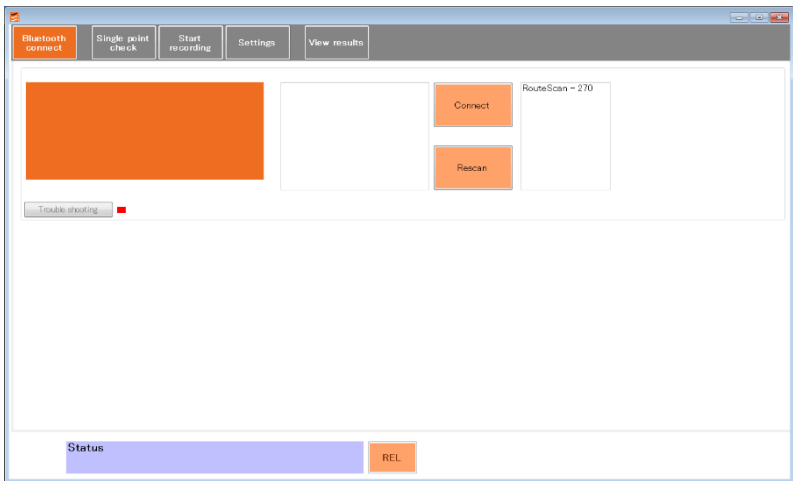 Bluetooth
connect
Single point
check
Start
recording
Settings
View results
Connect
RouteScan - 270
Rescan
Trouble shooting
Status
REL